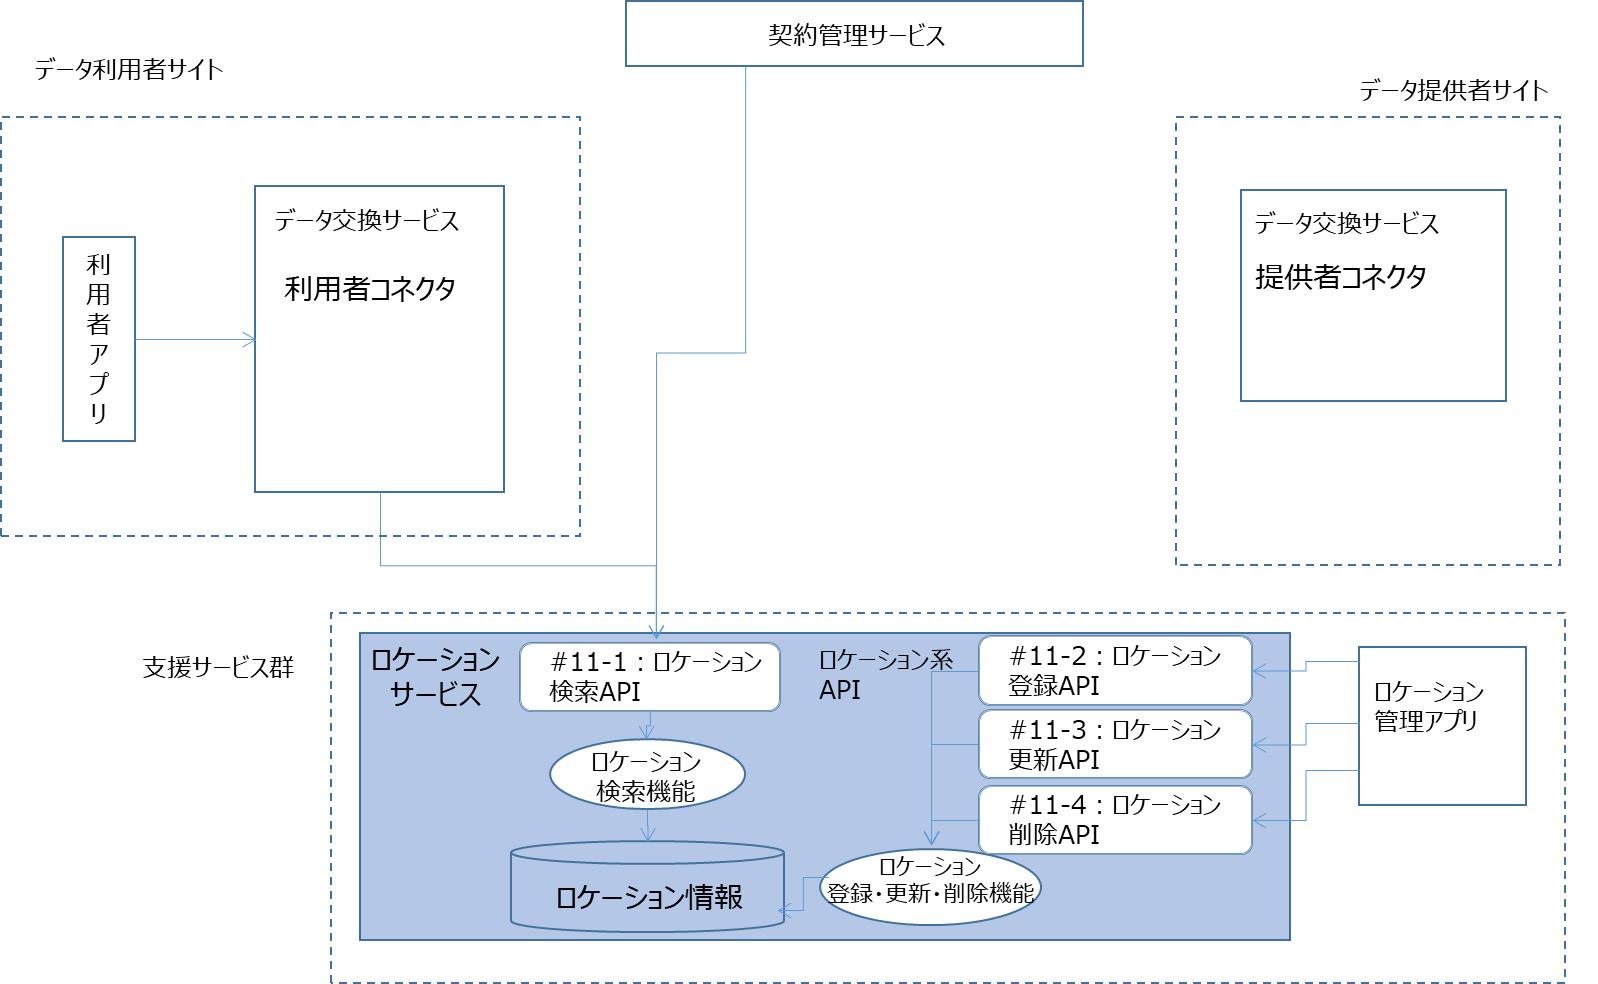 契約管理サービス
データ利用者サイト
データ提供者サイト
データ交換サービス
利用者コネクタ
利用者アプリ
データ交換サービス
提供者コネクタ
支援サービス群
ロケーション
サービス
#11-1：ロケーション
検索API
ロケーション系
API
#11-2：ロケーション
登録API
#11-3：ロケーション
更新API
#11-4：ロケーション
削除API
ロケーション
管理アプリ
ロケーション
検索機能
ロケーション情報
ロケーション
登録・更新・削除機能